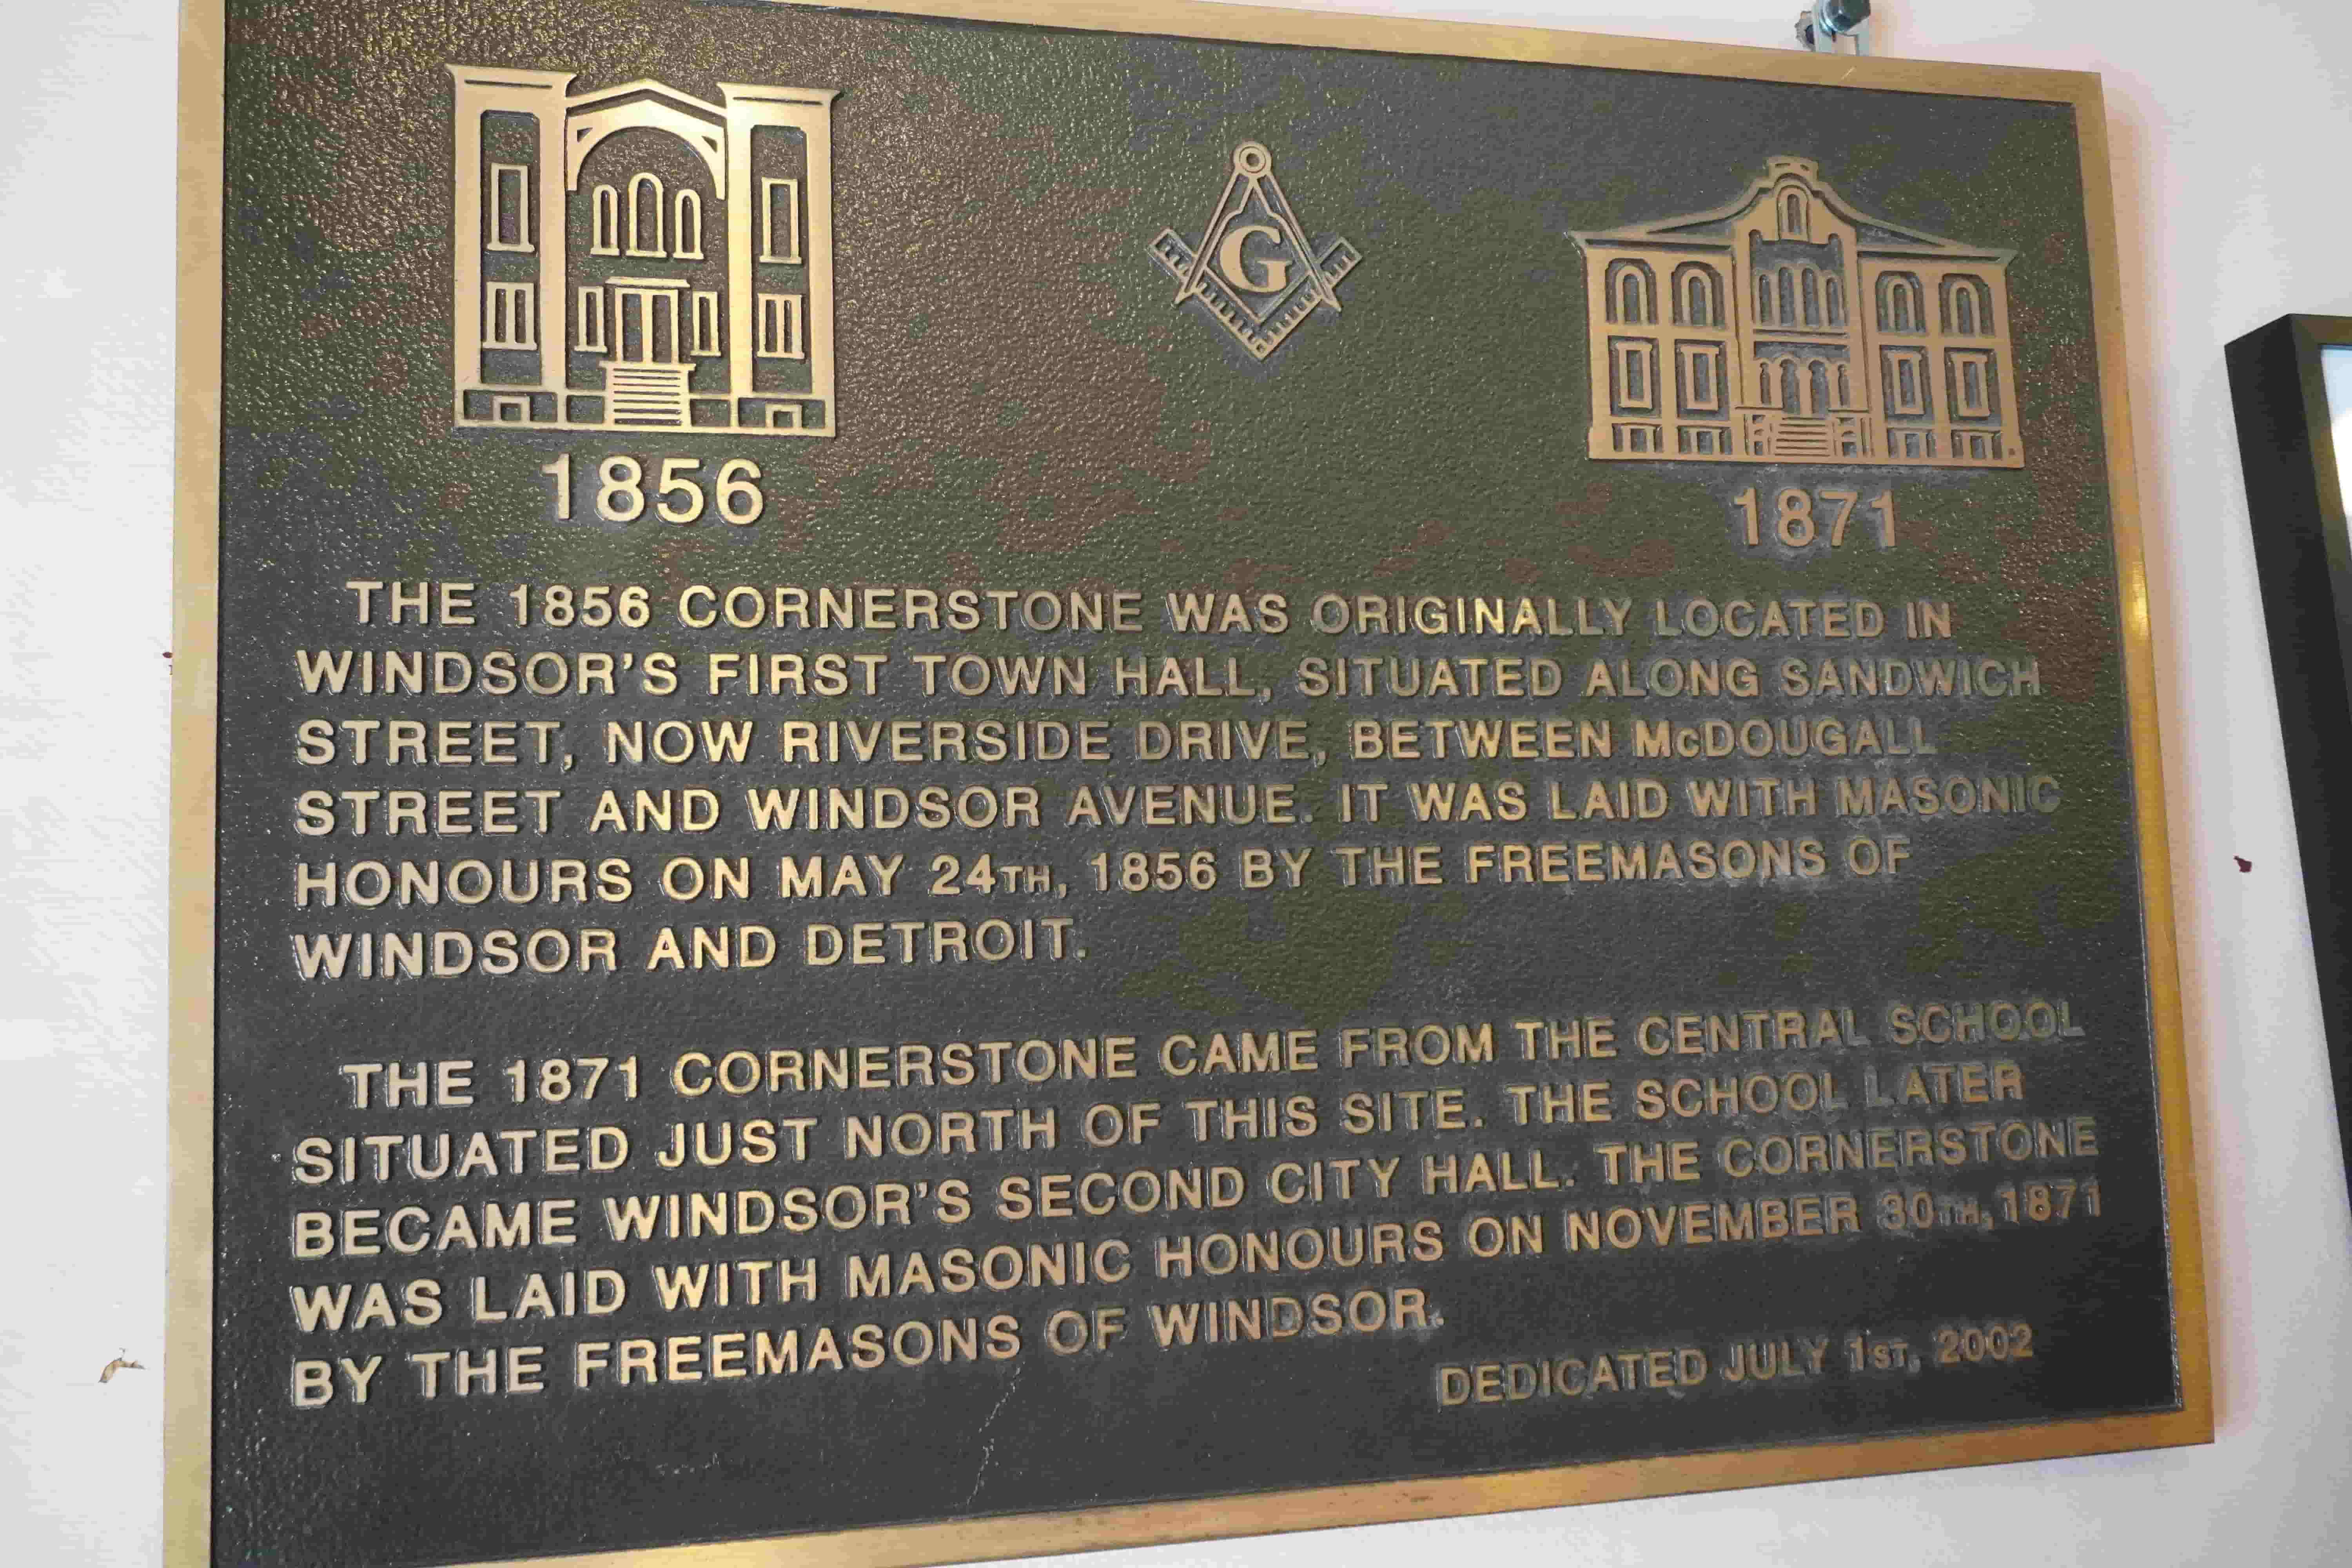 G
1856
1871
THE 1856 CORNERSTONE WAS ORIGINALLY LOCATED IN
WINDSOR'S FIRST TOWN HALL, SITUATED ALONG SANDWICH
STREET, NOW RIVERSIDE DRIVE, BETWEEN McDOUGALL
STREET AND WINDSOR AVENUE. IT WAS LAID WITH MASONIC
HONOURS ON MAY 24TH, 1856 BY THE FREEMASONS OF
WINDSOR AND DETROIT.
THE 1871 CORNERSTONE CAME FROM THE CENTRAL SCHOOL
SITUATED JUST NORTH OF THIS SITE. THE SCHOOL LATER
BECAME WINDSOR'S SECOND CITY HALL. THE CORNERSTONE
WAS LAID WITH MASONIC HONOURS ON NOVEMBER 30TH, 1871
BY THE FREEMASONS OF WINDSOR.
DEDICATED JULY 1ST, 2002